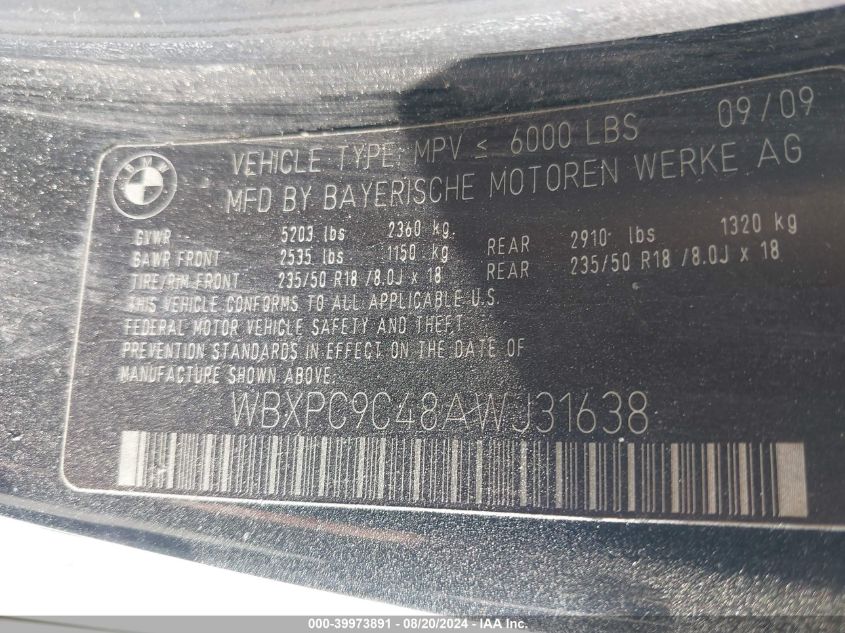 09/09
VEHICLE TYPE: MPV ≤ 6000 LBS
MFD BY BAYERISCHE MOTOREN WERKE AG
BMW
GVWR 5203 lbs 2360 kg.
GAWR FRONT 2535 lbs 1150 kg REAR 2910 lbs 1320 kg
TIRE/RIM FRONT 235/50 R18 /8.0J x 18 REAR 235/50 R18 /8.0J x 18
THIS VEHICLE CONFORMS TO ALL APPLICABLE U.S.
FEDERAL MOTOR VEHICLE SAFETY AND THEFT
PREVENTION STANDARDS IN EFFECT ON THE DATE OF
MANUFACTURE SHOWN ABOVE.
WBXPC9C48AWJ31638
000-39973891 - 08/20/2024 - IAA Inc.